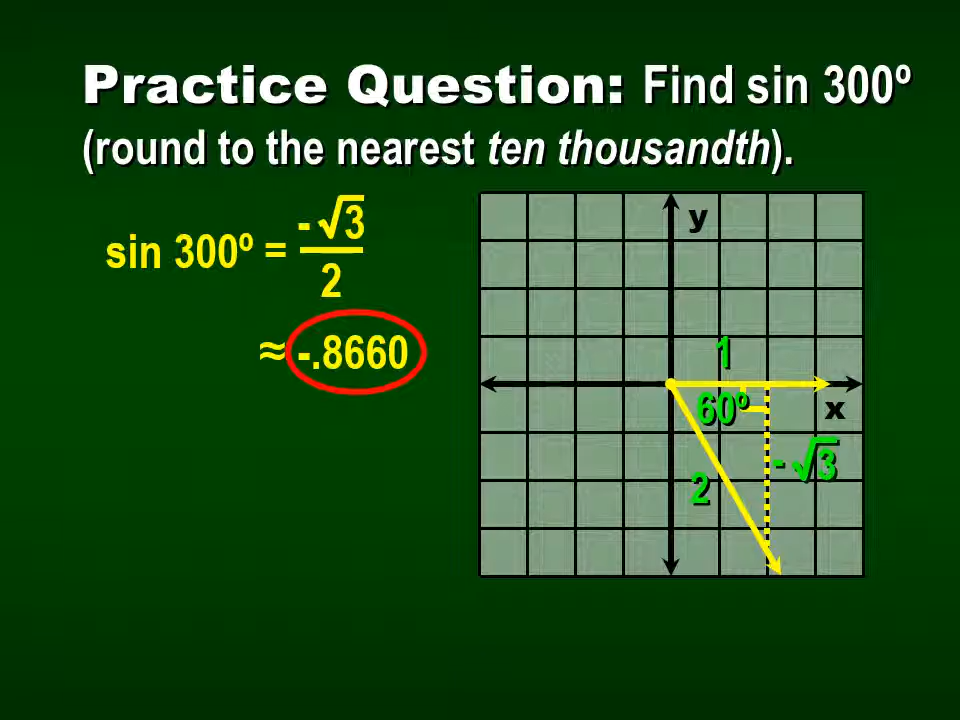 Practice Question: Find sin 300º
(round to the nearest ten thousandth).
sin 300º = -√3
2
≈ -.8660
y
1
60º
x
-√3
2